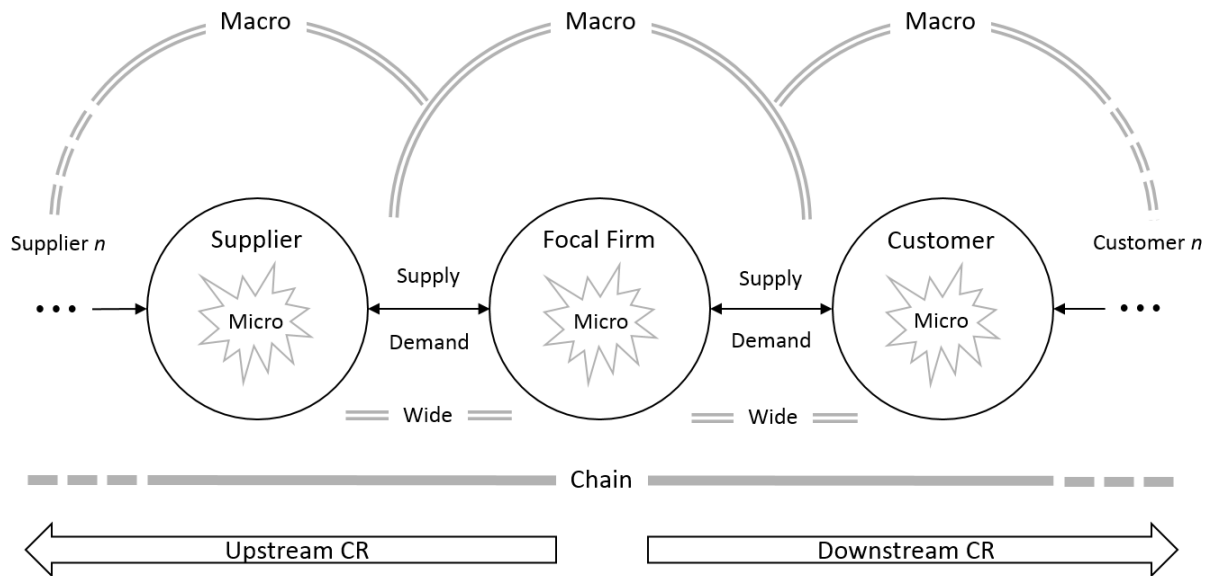 Macro
Macro
Macro
Supplier n
Supplier
Focal Firm
Customer
Customer n
Supply
Supply
•••
Micro
Micro
Micro
•••
Demand
Demand
Wide
Wide
Chain
Upstream CR
Downstream CR